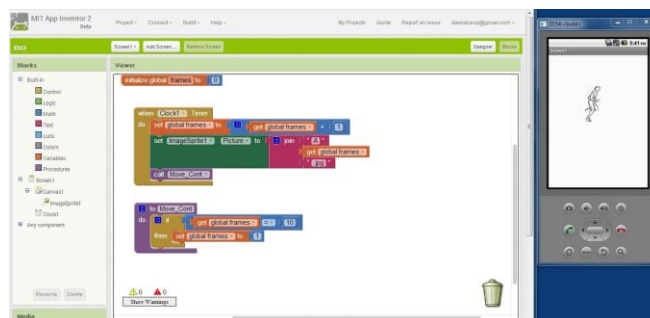 MIT App Inventor 2
Beta
Project Connect Build Help
My Projects Guide Report an Issue
Screen1 Add Screen ... Remove Screen
Designer Blocks
Blocks
Viewer
Built-in
Control
Logic
Math
Text
Lists
Colors
Variables
Procedures
Screen1
Canvas1
ImageSprite1
Clock1
Any component
Rename Delete
Media
initialize global frames to 0
when Clock1 Timer
do set global frames to get global frames + 1
set ImageSprite1 . Picture to join " A "
get global frames
call Move_Cont
to Move_Cont
do if get global frames = 10
then set global frames to 1
0 0
Show Warnings
Screen1